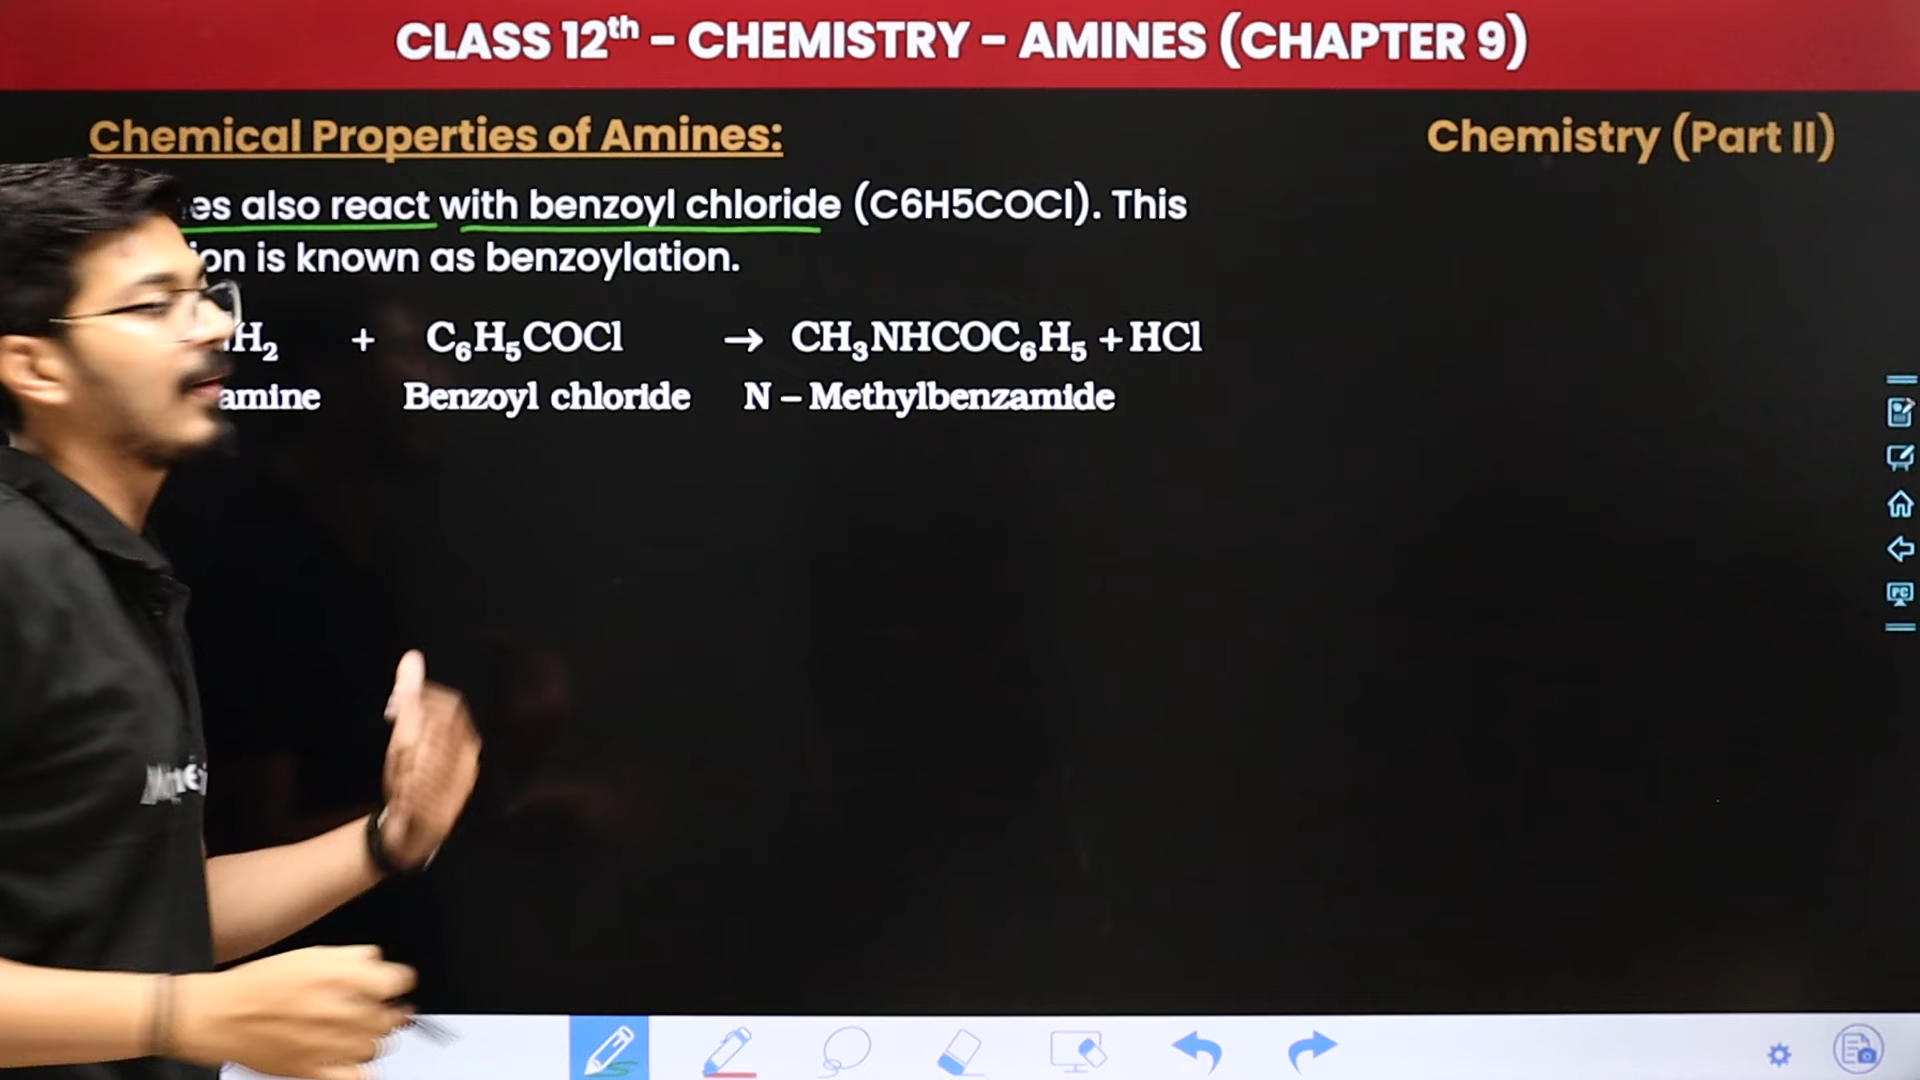 CLASS 12th - CHEMISTRY - AMINES (CHAPTER 9)
Chemical Properties of Amines:
Chemistry (Part II)
es also react with benzoyl chloride (C6H5COCl). This
on is known as benzoylation.
H₂ + C₆H₅COCl → CH₃NHCOC₆H₅ + HCl
amine Benzoyl chloride N – Methylbenzamide
PC